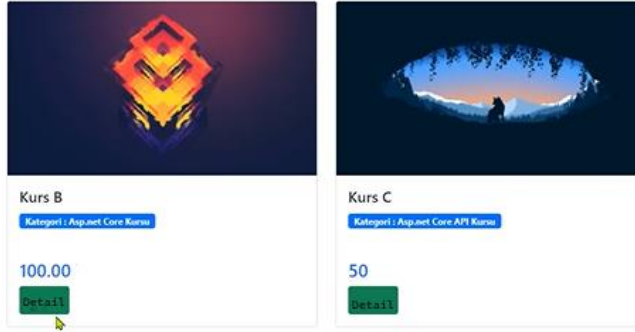 Kurs B
Kategori : Asp.net Core Kursu
100.00
Detail
Kurs C
Kategori : Asp.net Core API Kursu
50
Detail